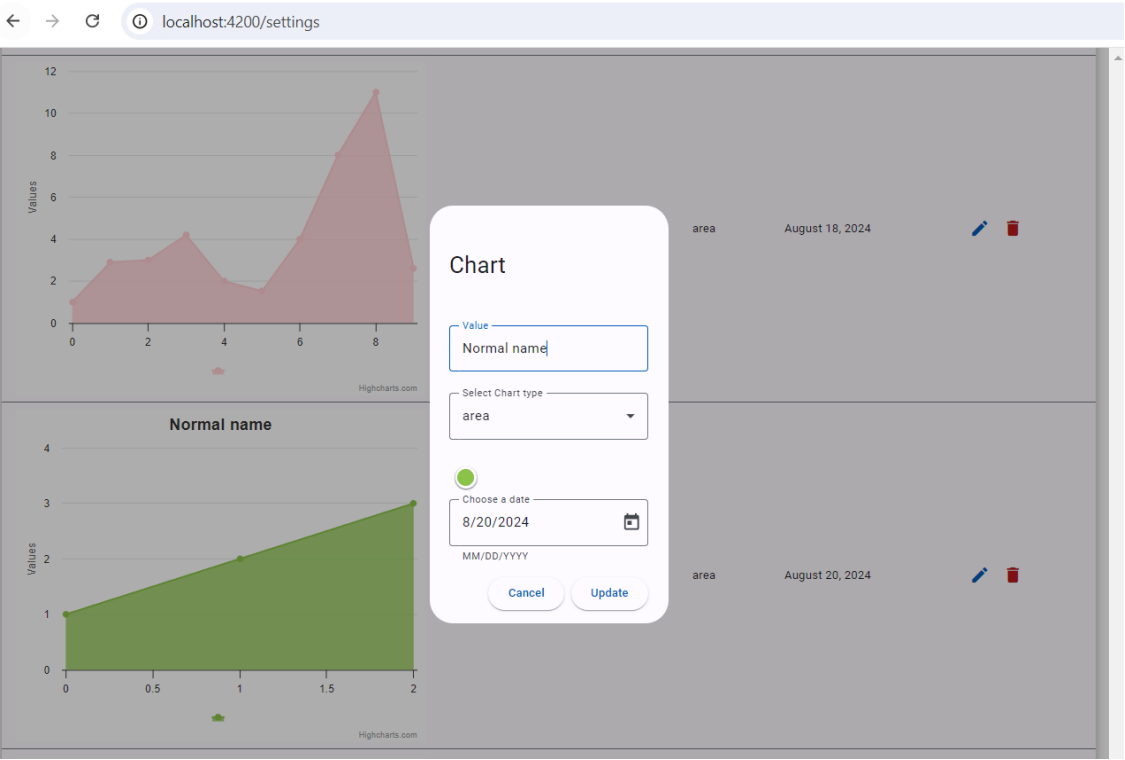 localhost:4200/settings
12
10
8
6
4
2
0
Values
0
2
4
6
8
Highcharts.com
area
August 18, 2024
Normal name
4
3
2
1
0
Values
0
0.5
1
1.5
2
Highcharts.com
area
August 20, 2024
Chart
Value
Normal name
Select Chart type
area
Choose a date
8/20/2024
MM/DD/YYYY
Cancel
Update